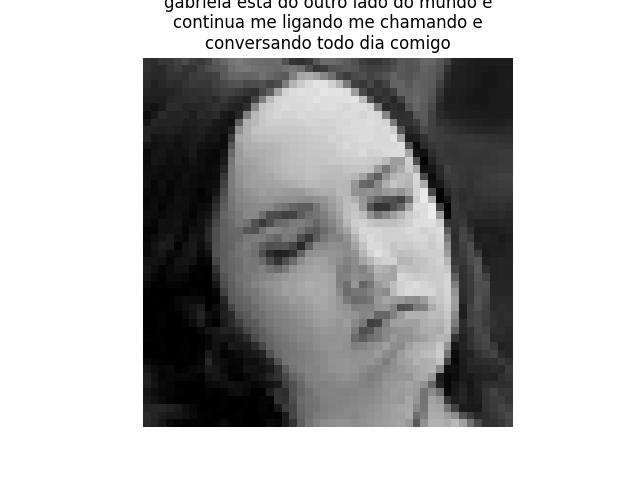 gabriela esta do outro lado do mundo e
continua me ligando me chamando e
conversando todo dia comigo